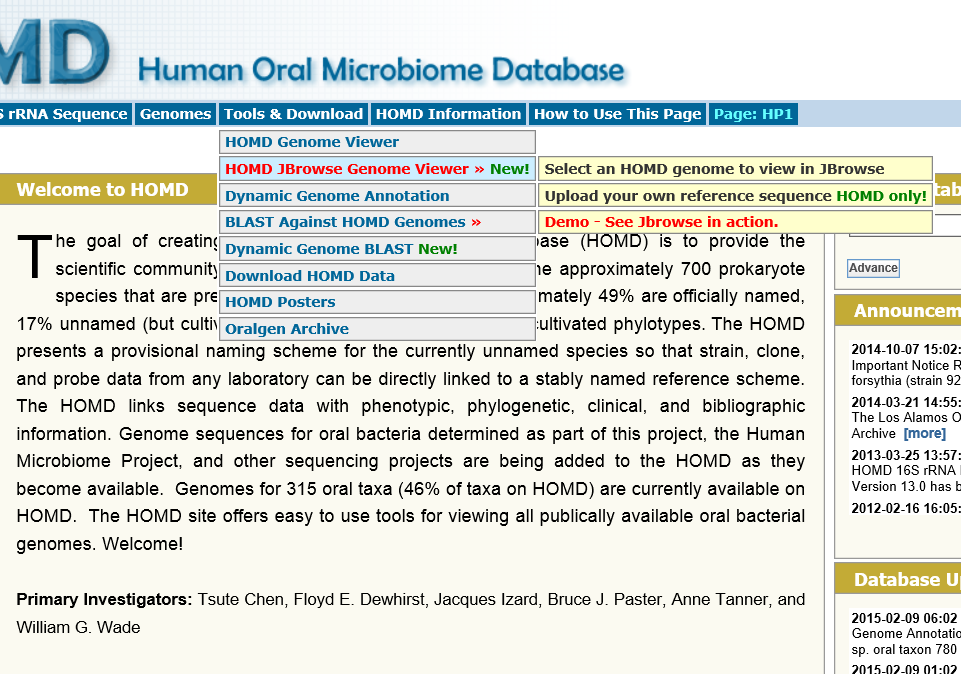 MD
Human Oral Microbiome Database
S rRNA Sequence Genomes Tools & Download HOMD Information How to Use This Page Page: HP1
HOMD Genome Viewer
HOMD JBrowse Genome Viewer » New!
Dynamic Genome Annotation
BLAST Against HOMD Genomes »
Dynamic Genome BLAST New!
Download HOMD Data
HOMD Posters
Oralgen Archive
Select an HOMD genome to view in JBrowse
Upload your own reference sequence HOMD only!
Demo - See Jbrowse in action.
Welcome to HOMD
The goal of creating ase (HOMD) is to provide the
scientific community e approximately 700 prokaryote
species that are pre mately 49% are officially named,
17% unnamed (but cultiv cultivated phylotypes. The HOMD
presents a provisional naming scheme for the currently unnamed species so that strain, clone,
and probe data from any laboratory can be directly linked to a stably named reference scheme.
The HOMD links sequence data with phenotypic, phylogenetic, clinical, and bibliographic
information. Genome sequences for oral bacteria determined as part of this project, the Human
Microbiome Project, and other sequencing projects are being added to the HOMD as they
become available. Genomes for 315 oral taxa (46% of taxa on HOMD) are currently available on
HOMD. The HOMD site offers easy to use tools for viewing all publically available oral bacterial
genomes. Welcome!
Primary Investigators: Tsute Chen, Floyd E. Dewhirst, Jacques Izard, Bruce J. Paster, Anne Tanner, and
William G. Wade
tab
Advance
Announcem
2014-10-07 15:02:
Important Notice R
forsythia (strain 92
2014-03-21 14:55:
The Los Alamos O
Archive [more]
2013-03-25 13:57:
HOMD 16S rRNA
Version 13.0 has b
2012-02-16 16:05:
Database U
2015-02-09 06:02
Genome Annotatio
sp. oral taxon 780
2015-02-09 01:02